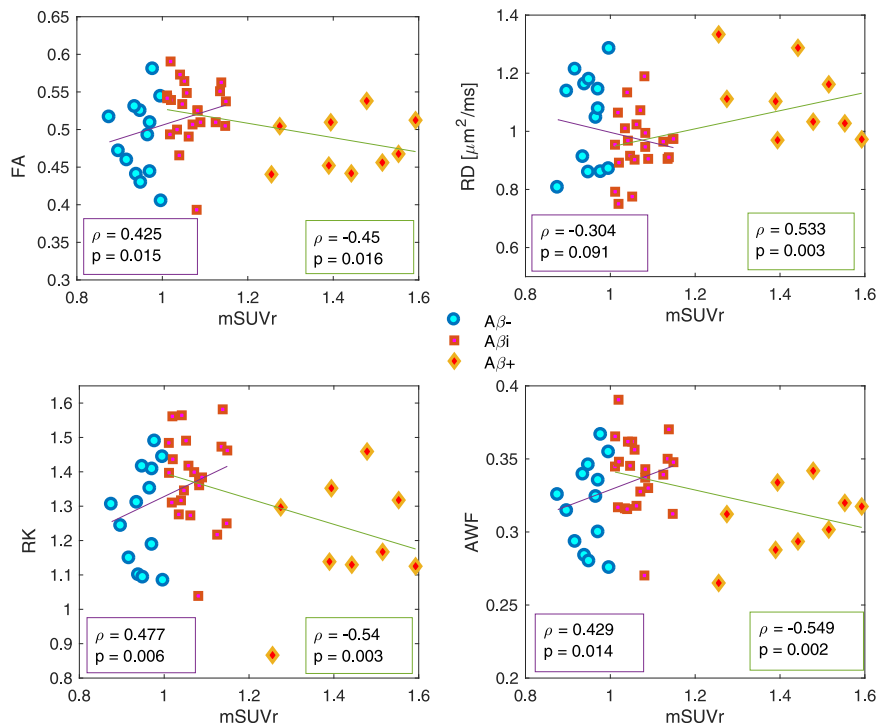 0.65
0.6
0.55
0.5
0.45
0.4
0.35
0.3
FA
0.8
1
1.2
1.4
1.6
mSUVr
ρ = 0.425
p = 0.015
ρ = -0.45
p = 0.016
1.4
1.2
1
0.8
0.6
RD [μm²/ms]
0.8
1
1.2
1.4
1.6
mSUVr
ρ = -0.304
p = 0.091
ρ = 0.533
p = 0.003
Aβ-
Aβi
Aβ+
1.6
1.5
1.4
1.3
1.2
1.1
1
0.9
0.8
RK
0.8
1
1.2
1.4
1.6
mSUVr
ρ = 0.477
p = 0.006
ρ = -0.54
p = 0.003
0.4
0.35
0.3
0.25
0.2
AWF
0.8
1
1.2
1.4
1.6
mSUVr
ρ = 0.429
p = 0.014
ρ = -0.549
p = 0.002